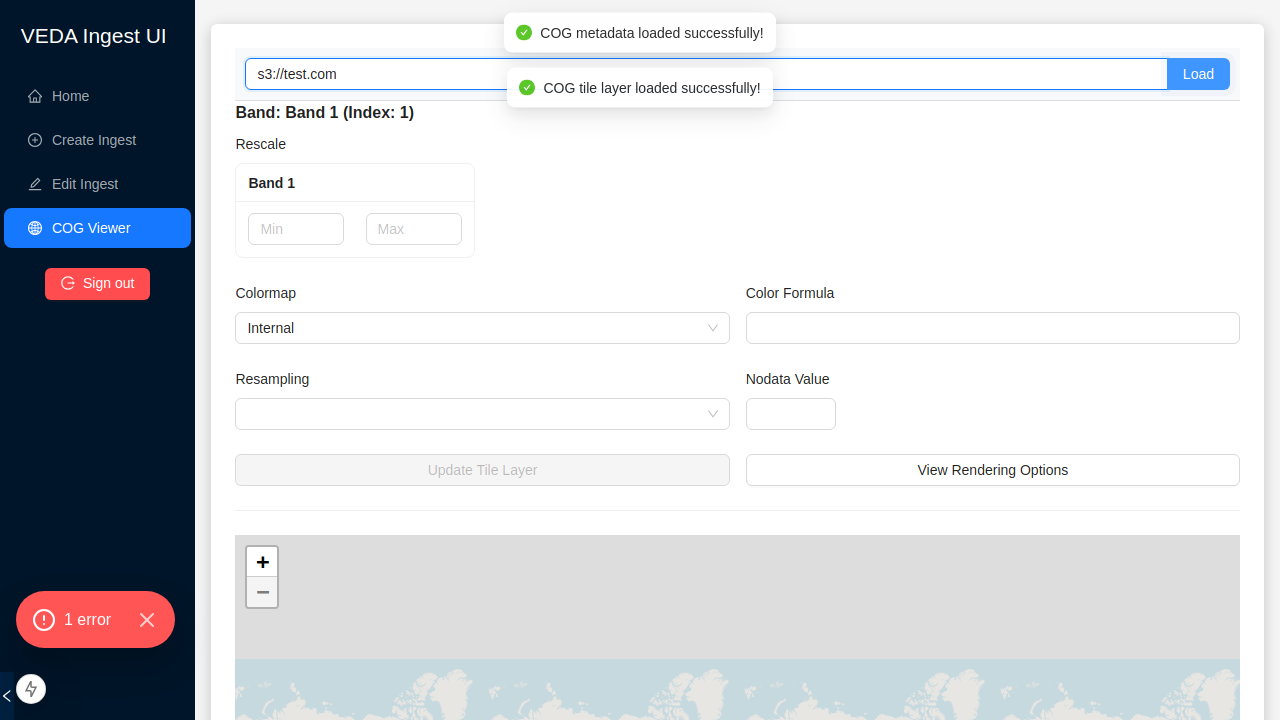 VEDA Ingest UI
Home
Create Ingest
Edit Ingest
COG Viewer
Sign out
1 error
COG metadata loaded successfully!
COG tile layer loaded successfully!
s3://test.com
Load
Band: Band 1 (Index: 1)
Rescale
Band 1
Min
Max
Colormap
Color Formula
Internal
Resampling
Nodata Value
Update Tile Layer
View Rendering Options
+
−